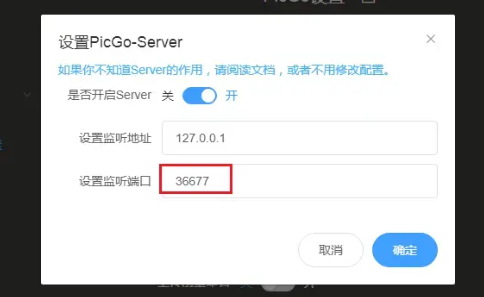 设置PicGo-Server
如果你不知道Server的作用，请阅读文档，或者不用修改配置。
是否开启Server 关 开
设置监听地址 127.0.0.1
设置监听端口 36677
取消 确定